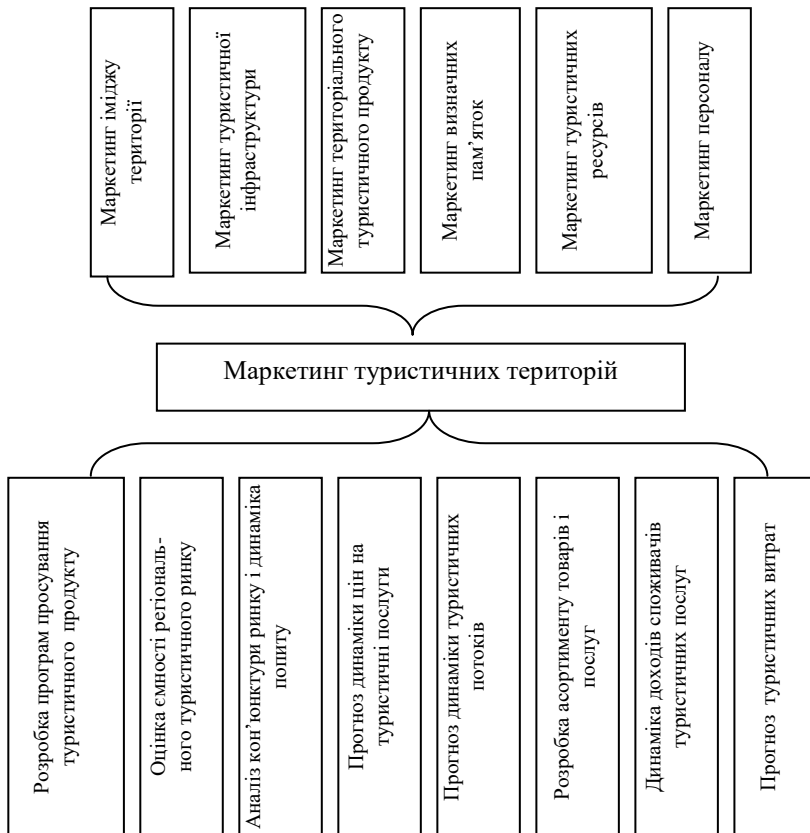 Маркетинг іміджу
території
Маркетинг туристичної
інфраструктури
Маркетинг територіального
туристичного продукту
Маркетинг визначних
пам’яток
Маркетинг туристичних
ресурсів
Маркетинг персоналу
Маркетинг туристичних територій
Розробка програм просування
туристичного продукту
Оцінка ємності регіональ-
ного туристичного ринку
Аналіз кон’юнктури ринку і динаміка
попиту
Прогноз динаміки цін на
туристичні послуги
Прогноз динаміки туристичних
потоків
Розробка асортименту товарів і
послуг
Динаміка доходів споживачів
туристичних послуг
Прогноз туристичних витрат